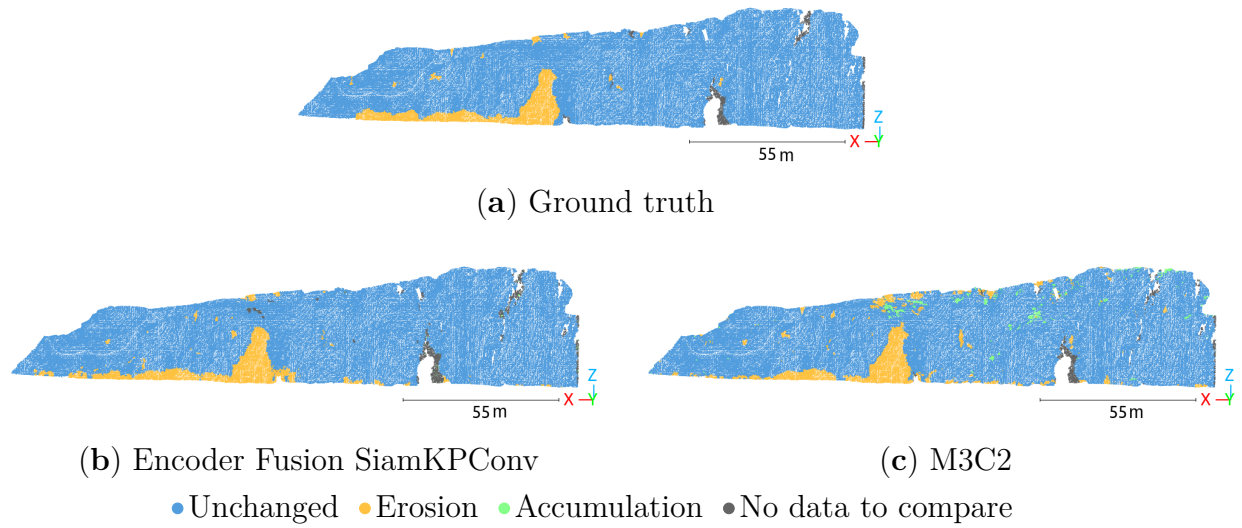 Z
55 m X Y
(a) Ground truth
Z
55 m X Y
Z
55 m X Y
(b) Encoder Fusion SiamKPConv
(c) M3C2
Unchanged Erosion Accumulation No data to compare